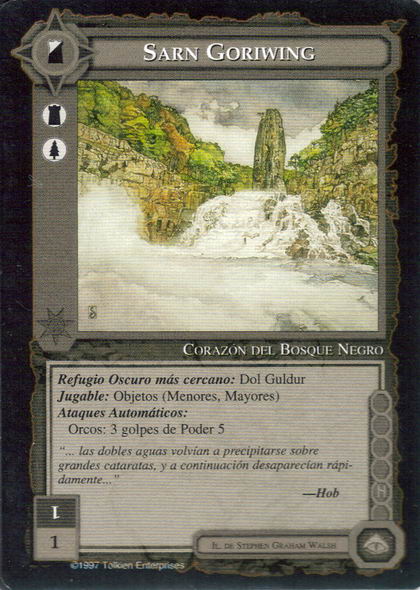 SARN GORIWING
CORAZÓN DEL BOSQUE NEGRO
Refugio Oscuro más cercano: Dol Guldur
Jugable: Objetos (Menores, Mayores)
Ataques Automáticos:
Orcos: 3 golpes de Poder 5
“... las dobles aguas volvían a precipitarse sobre
grandes cataratas, y a continuación desaparecían rápi-
damente...”
—Hob
1
1
IL. DE STEPHEN GRAHAM WALSH
©1997 Tolkien Enterprises